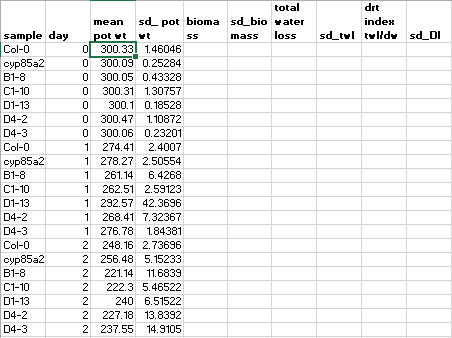 sample day mean pot wt sd_ pot wt biomass sd_biomass total water loss sd_twl drt index twl/dw sd_DI
Col-0 0 300.33 1.46046
cyp85a2 0 300.09 0.25284
B1-8 0 300.05 0.43328
C1-10 0 300.31 1.30757
D1-13 0 300.1 0.18528
D4-2 0 300.47 1.10872
D4-3 0 300.06 0.23201
Col-0 1 274.41 2.4007
cyp85a2 1 278.27 2.50554
B1-8 1 261.14 6.4268
C1-10 1 262.51 2.59123
D1-13 1 292.57 42.3696
D4-2 1 268.41 7.32367
D4-3 1 276.78 1.84381
Col-0 2 248.16 2.73696
cyp85a2 2 256.48 5.15233
B1-8 2 221.14 11.6839
C1-10 2 222.3 5.46522
D1-13 2 240 6.51522
D4-2 2 227.18 13.8392
D4-3 2 237.55 14.9105